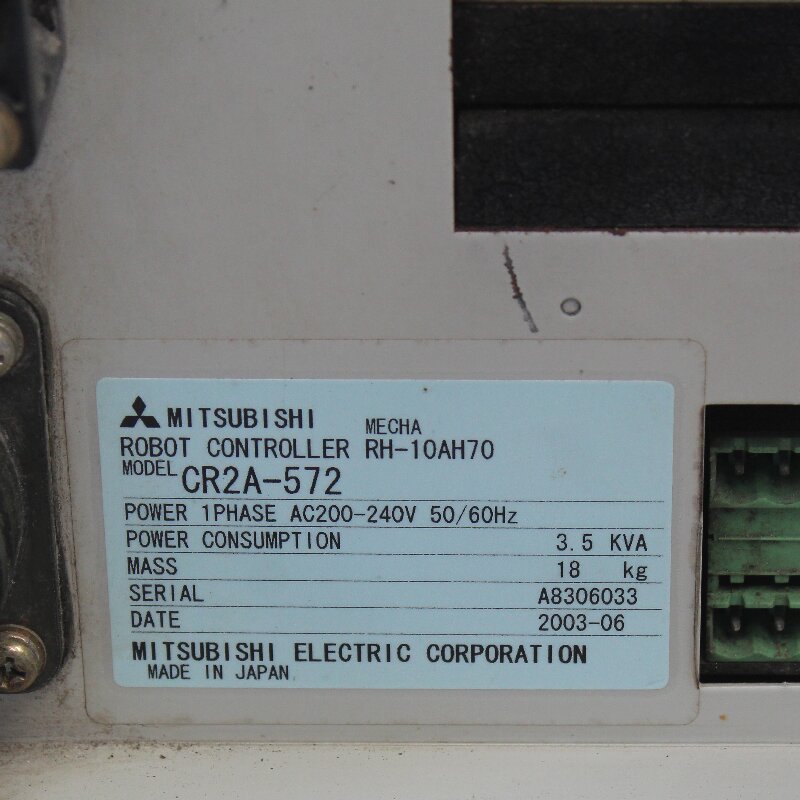 MITSUBISHI MECHA
ROBOT CONTROLLER RH-10AH70
MODEL CR2A-572
POWER 1PHASE AC200-240V 50/60Hz
POWER CONSUMPTION 3.5 KVA
MASS 18 kg
SERIAL A8306033
DATE 2003-06
MITSUBISHI ELECTRIC CORPORATION
MADE IN JAPAN